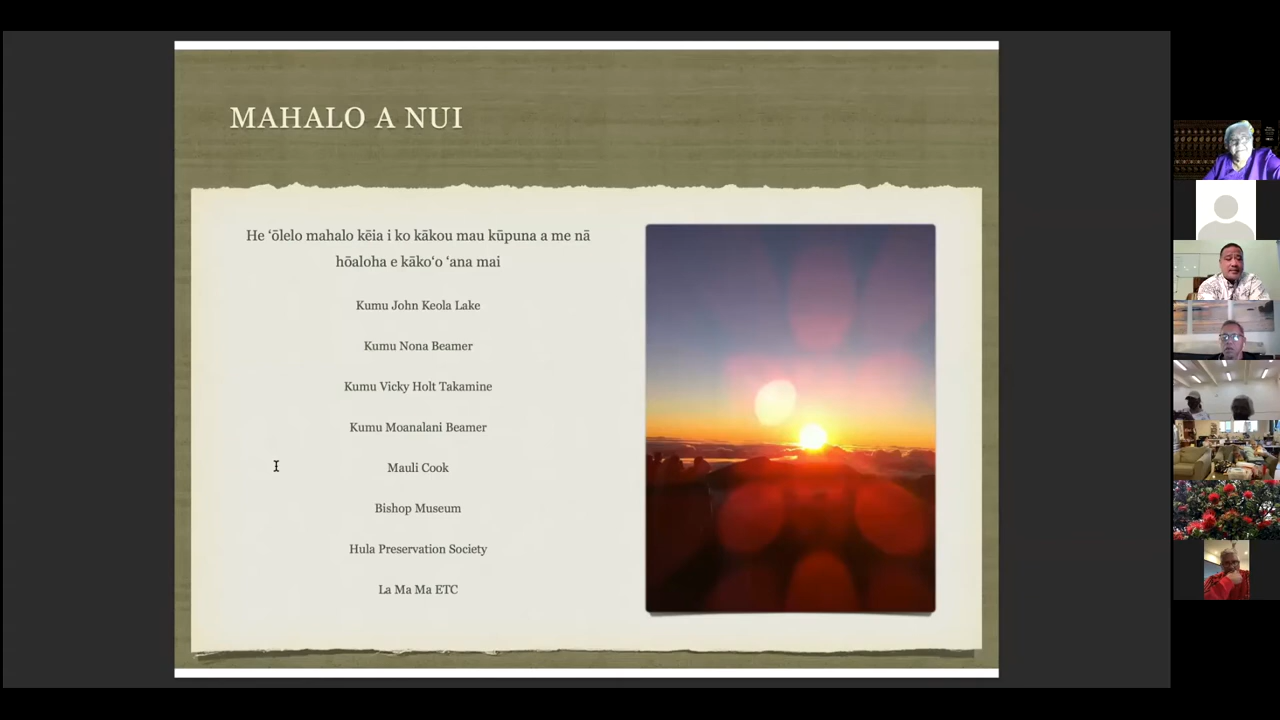 MAHALO A NUI
He ʻōlelo mahalo kēia i ko kākou mau kūpuna a me nā
hōaloha e kākoʻo ʻana mai
Kumu John Keola Lake
Kumu Nona Beamer
Kumu Vicky Holt Takamine
Kumu Moanalani Beamer
Mauli Cook
Bishop Museum
Hula Preservation Society
La Ma Ma ETC